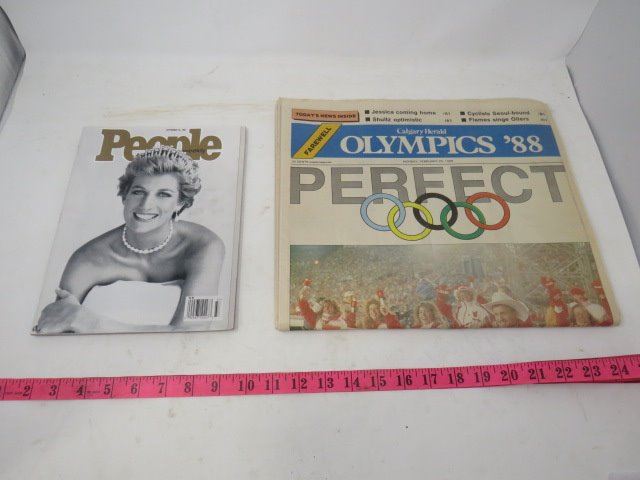 People
TODAY'S NEWS INSIDE
Jessica coming home
Shultz optimistic
Cyclists Seoul-bound
Flames singe Oilers
FAREWELL
Calgary Herald
OLYMPICS '88
PERFECT
2 3 4 5 6 7 8 9 10 11 12 13 14 15 16 17 18 19 20 21 22 23 24